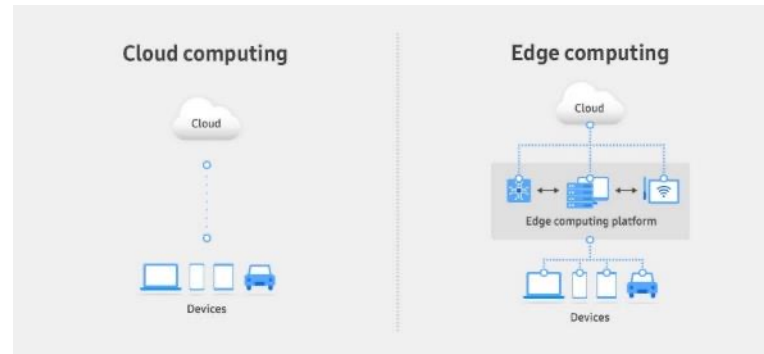 Cloud computing
Cloud
Devices
Edge computing
Cloud
Edge computing platform
Devices